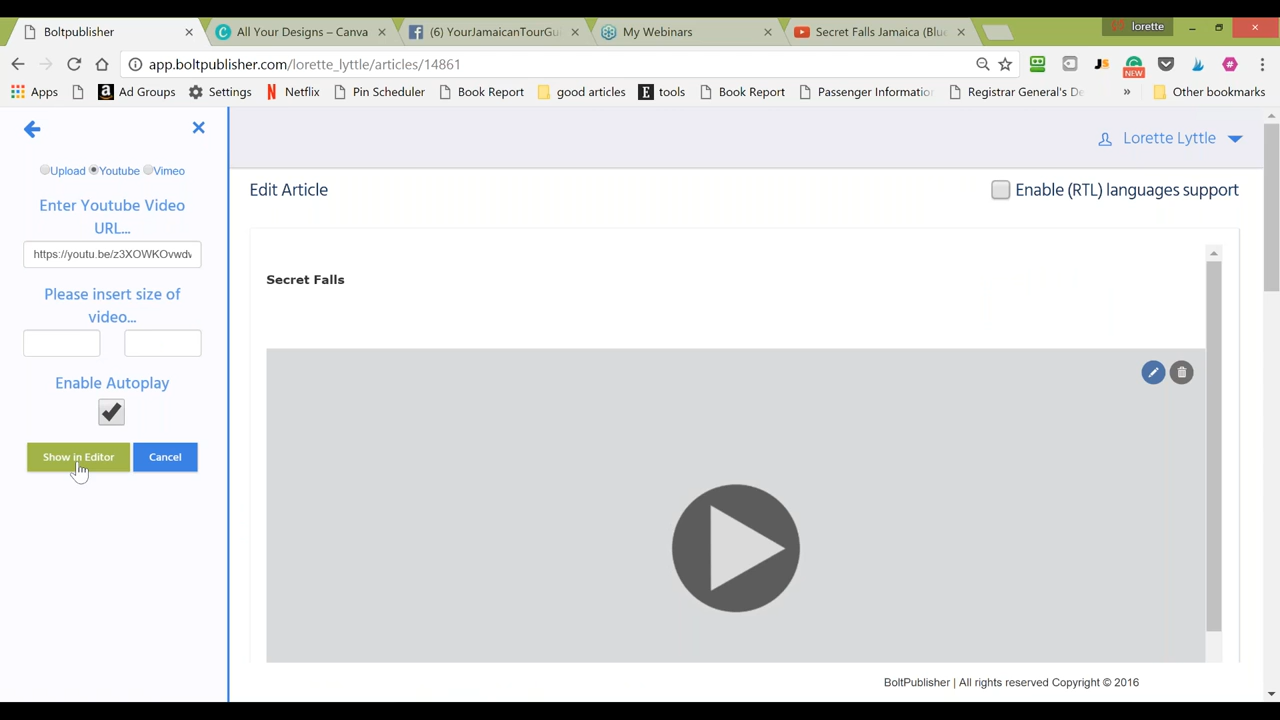 Boltpublisher
All Your Designs – Canva
(6) YourJamaicanTourGui
My Webinars
Secret Falls Jamaica (Blue
lorette
app.boltpublisher.com/lorette_lyttle/articles/14861
NEW
Apps
Ad Groups
Settings
Netflix
Pin Scheduler
Book Report
good articles
tools
Book Report
Passenger Informatio
Registrar General's De
»
Other bookmarks
Lorette Lyttle
Upload Youtube Vimeo
Enter Youtube Video
URL...
https://youtu.be/z3XOWKOvwdv
Please insert size of
video...
Enable Autoplay
Show in Editor
Cancel
Edit Article
Enable (RTL) languages support
Secret Falls
BoltPublisher | All rights reserved Copyright © 2016